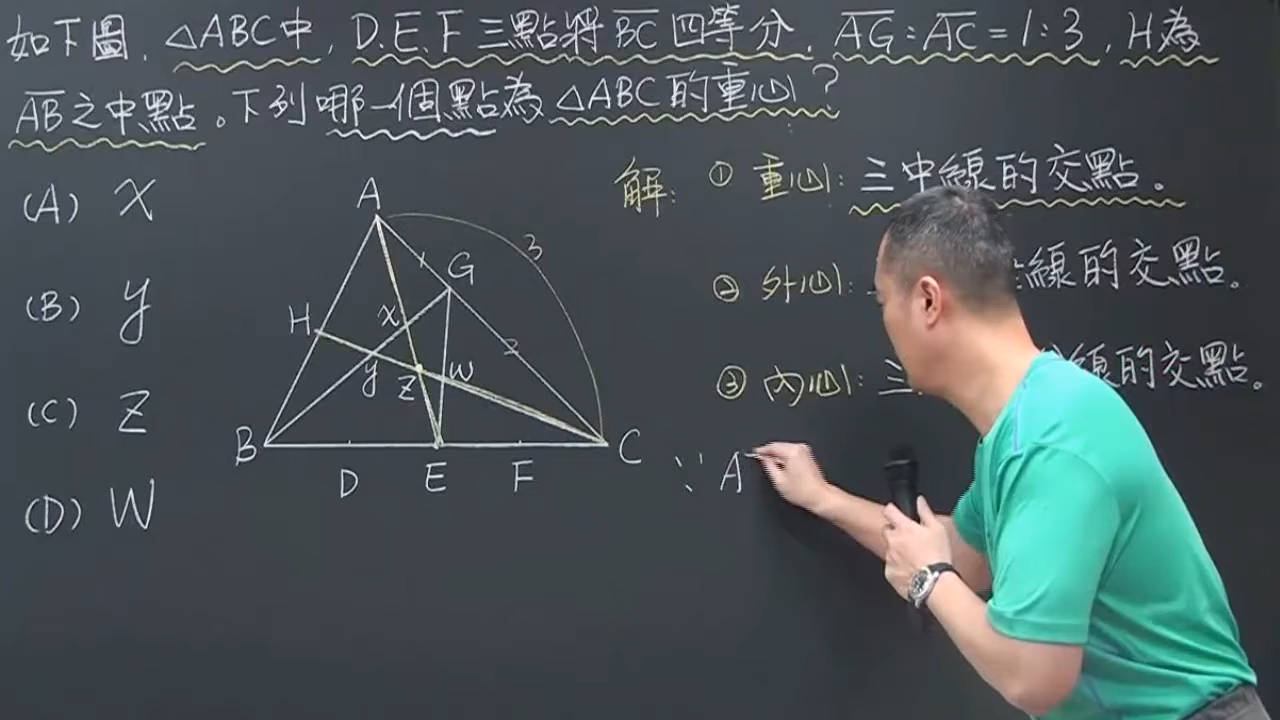 如下圖,△ABC中,D.E.F三點將BC四等分,AG:AC=1:3,H為
AB之中點。下列哪一個點為△ABC的重心?
(A) x
(B) y
(C) z
(D) w
A
G
H
x
y
z
w
B
C
D
E
F
1
2
3
解: ① 重心: 三中線的交點。
② 外心: 線的交點。
③ 內心: 三 線的交點。
∵ A